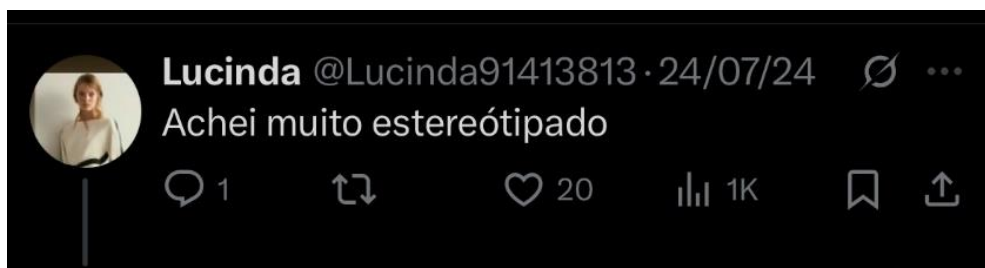 Lucinda @Lucinda91413813·24/07/24
Achei muito estereótipado
1 20 1K